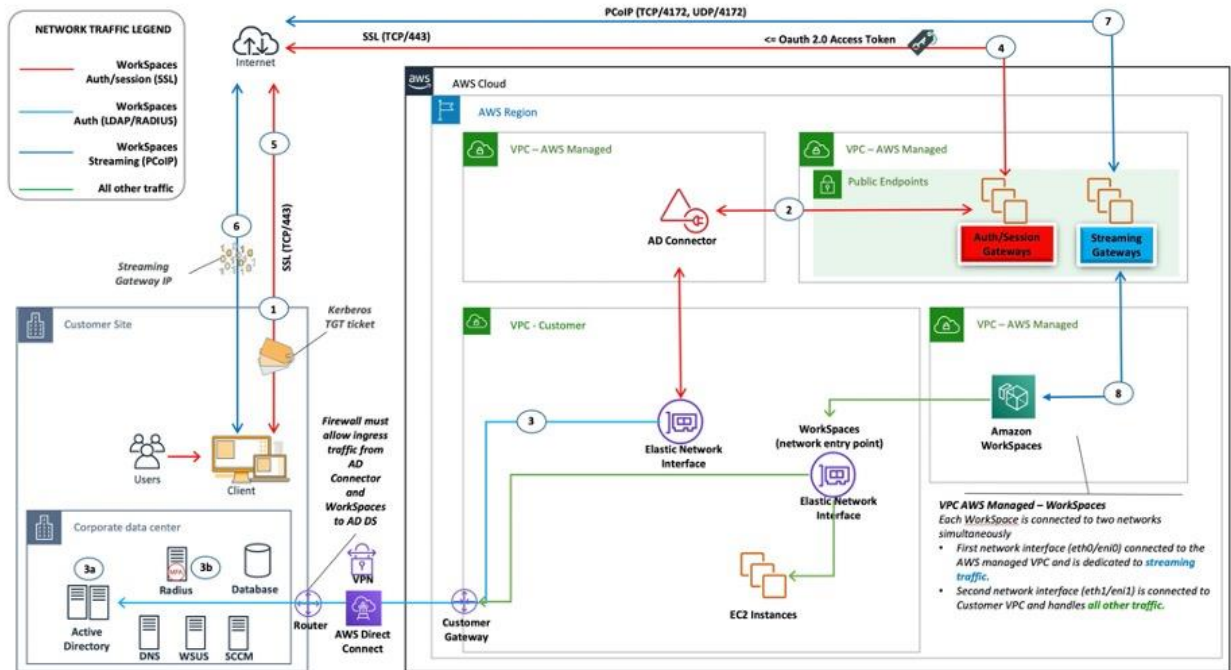 NETWORK TRAFFIC LEGEND
WorkSpaces
Auth/session (SSL)
WorkSpaces
Auth (LDAP/RADIUS)
WorkSpaces
Streaming (PCoIP)
All other traffic
Internet
PCoIP (TCP/4172, UDP/4172)
7
SSL (TCP/443)
<= Oauth 2.0 Access Token
4
aws
AWS Cloud
AWS Region
VPC – AWS Managed
AD Connector
2
VPC – AWS Managed
Public Endpoints
Auth/Session
Gateways
Streaming
Gateways
5
6
SSL (TCP/443)
Streaming
Gateway IP
1
Kerberos
TGT ticket
Customer Site
Users
Client
Firewall must
allow ingress
traffic from
AD
Connector
and
WorkSpaces
to AD DS
VPC - Customer
3
Elastic Network
Interface
WorkSpaces
(network entry point)
Elastic Network
Interface
EC2 Instances
VPC – AWS Managed
Amazon
WorkSpaces
8
VPC AWS Managed – WorkSpaces
Each WorkSpace is connected to two networks
simultaneously
• First network interface (eth0/eni0) connected to the
AWS managed VPC and is dedicated to streaming
traffic.
• Second network interface (eth1/eni1) is connected to
Customer VPC and handles all other traffic.
Corporate data center
3a
MFA
3b
Radius
Database
Active
Directory
DNS
WSUS
SCCM
Router
VPN
AWS Direct
Connect
Customer
Gateway